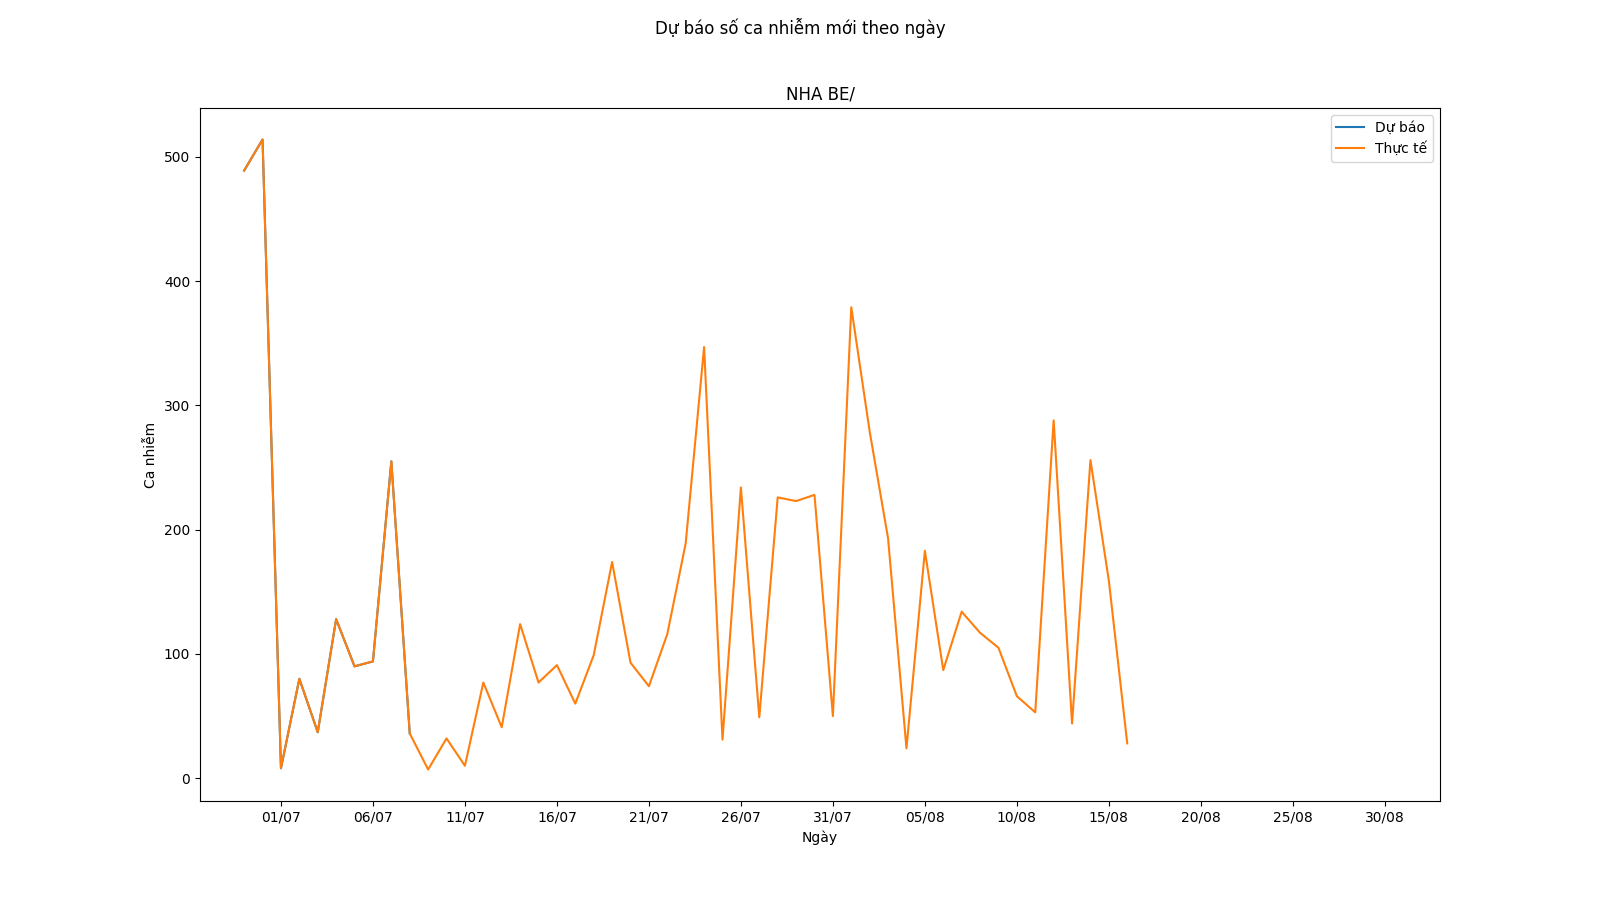 Dự báo số ca nhiễm mới theo ngày
NHA BE/
Dự báo
Thực tế
500
400
300
200
100
0
Ca nhiễm
01/07 06/07 11/07 16/07 21/07 26/07 31/07 05/08 10/08 15/08 20/08 25/08 30/08
Ngày